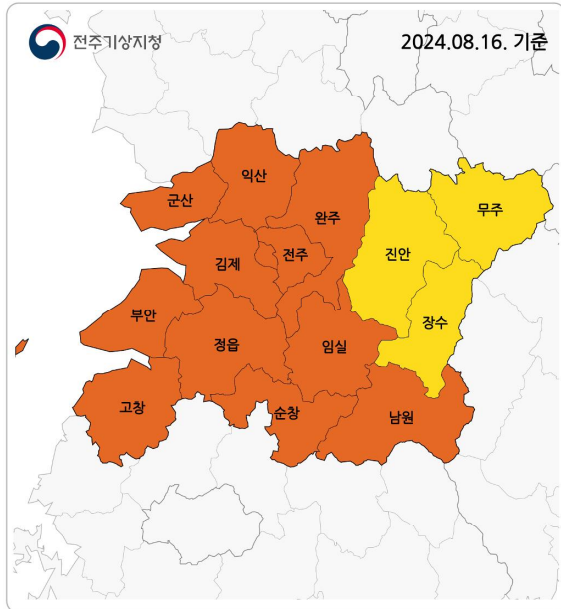 전주기상지청
2024.08.16. 기준
익산
군산
완주
무주
전주
진안
김제
부안
장수
정읍
임실
고창
순창
남원